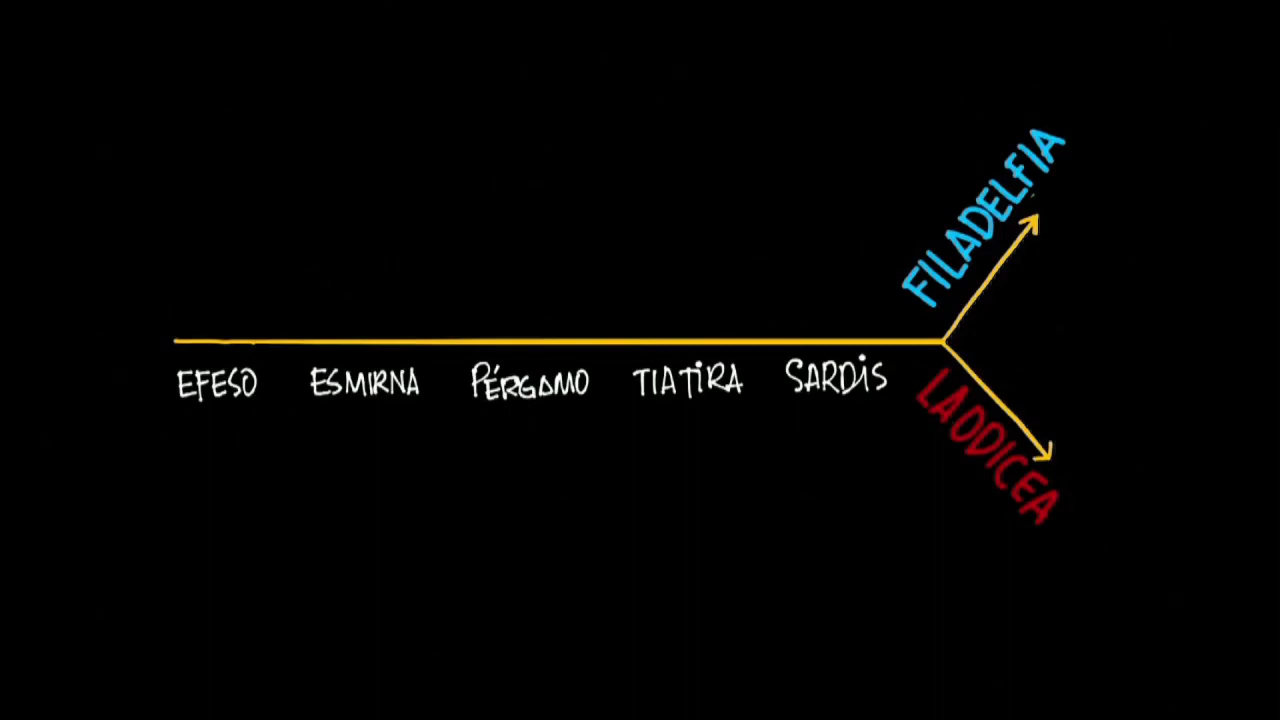 EFESO
ESMIRNA
PÉRGAMO
TIATIRA
SARDIS
FILADELFIA
LAODICEA